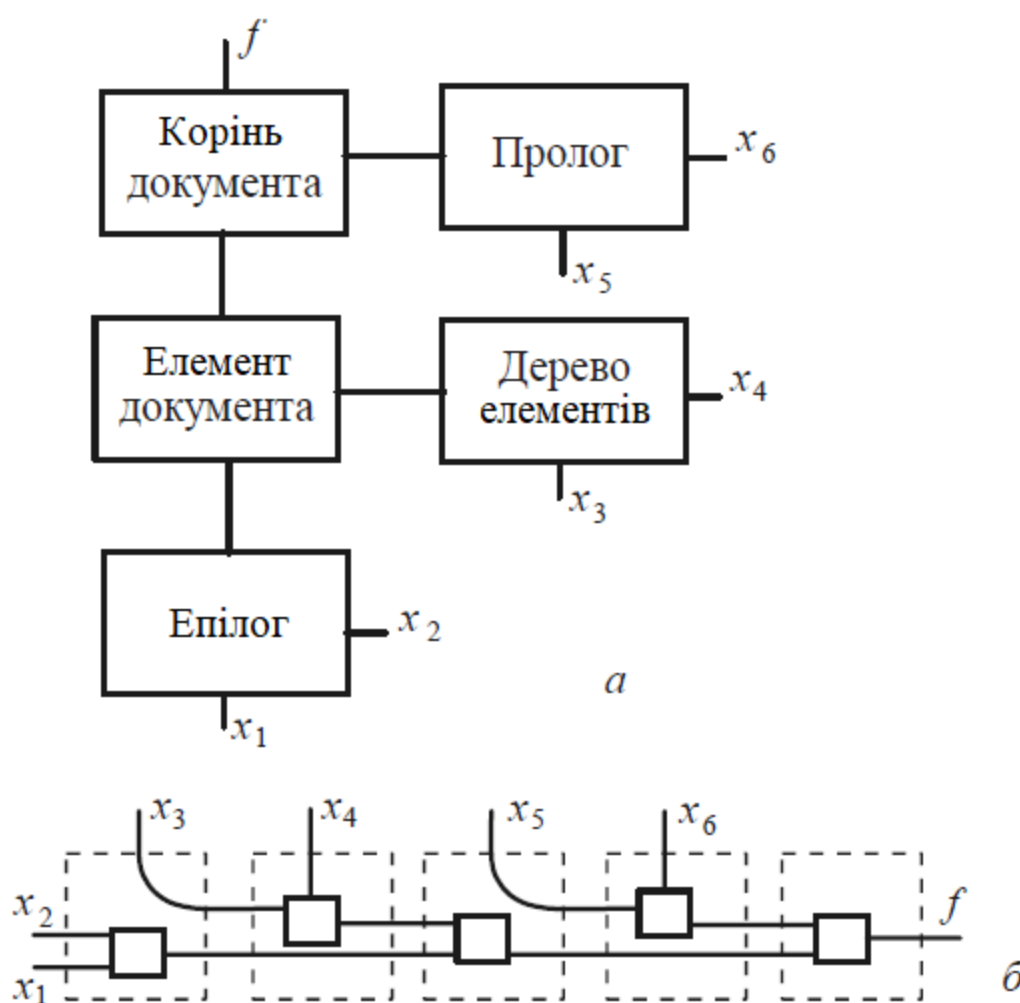 f
Корінь
документа
Пролог
x6
x5
Елемент
документа
Дерево
елементів
x4
x3
Епілог
x2
x1
а
x3
x4
x5
x6
x2
x1
f
б